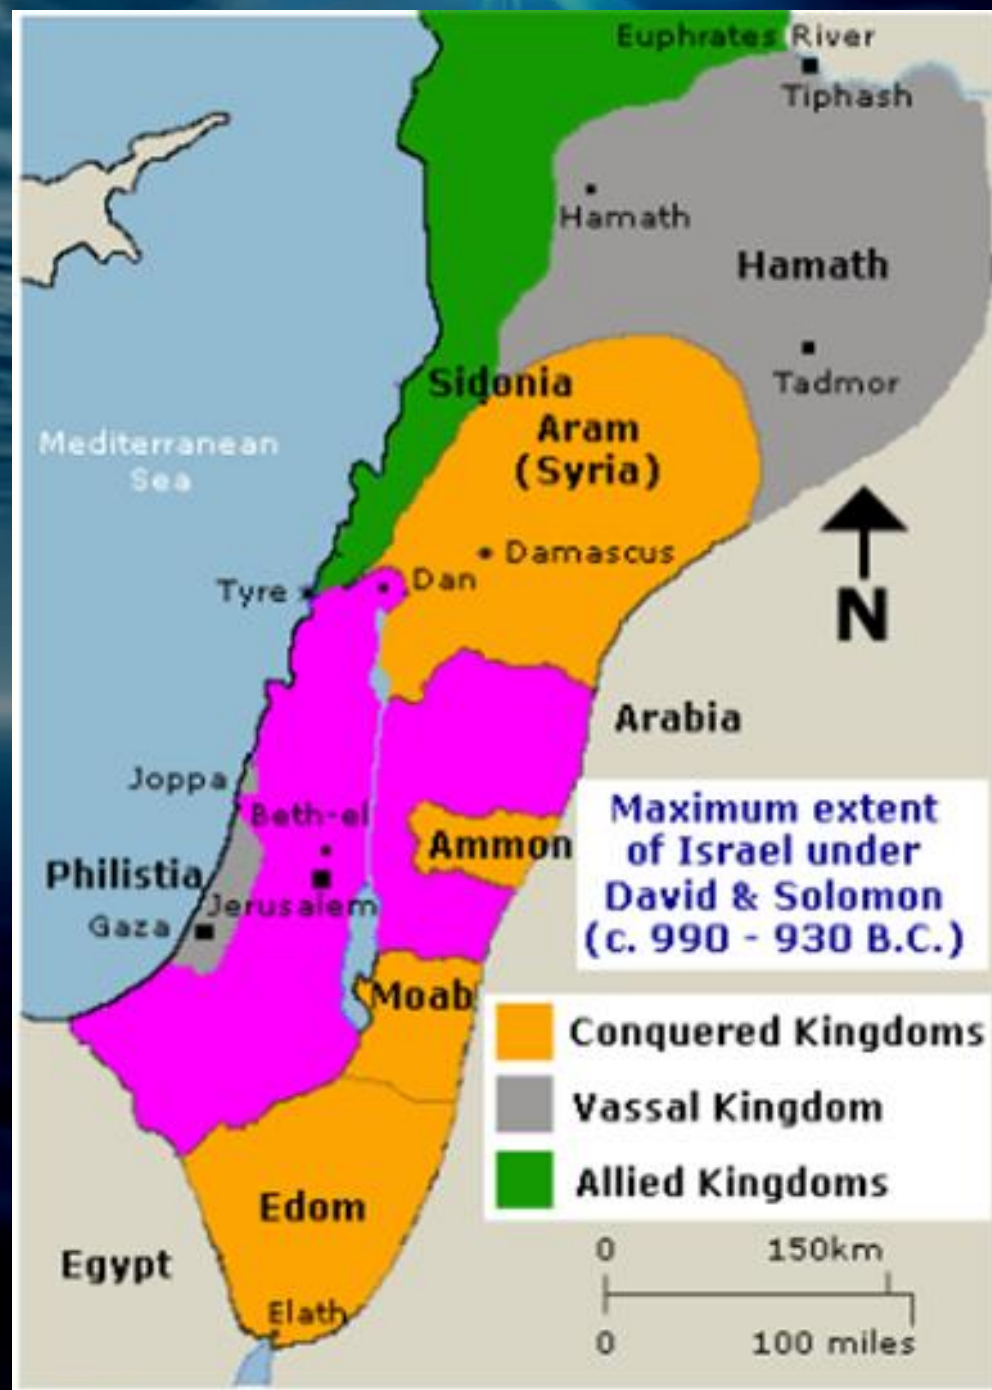 Euphrates River
Tiphash
Hamath
Hamath
Tadmor
Sidonia
Aram
(Syria)
Mediterranean
Sea
Damascus
Tyre
Dan
N
Arabia
Joppa
Beth-el
Ammon
Philistia
Jerusalem
Gaza
Maximum extent
of Israel under
David & Solomon
(c. 990 - 930 B.C.)
Moab
Conquered Kingdoms
Vassal Kingdom
Allied Kingdoms
Edom
Egypt
Elath
0 150km
0 100 miles